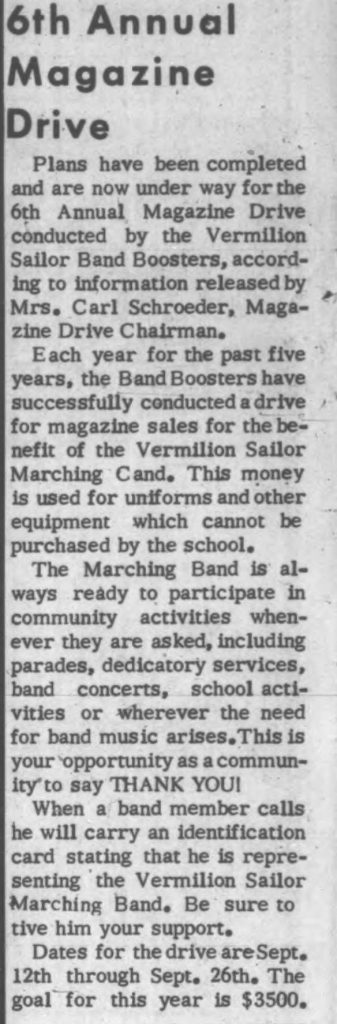 6th Annual
Magazine
Drive
Plans have been completed
and are now under way for the
6th Annual Magazine Drive
conducted by the Vermilion
Sailor Band Boosters, accord-
ing to information released by
Mrs. Carl Schroeder, Maga-
zine Drive Chairman.
Each year for the past five
years, the Band Boosters have
successfully conducted a drive
for magazine sales for the be-
nefit of the Vermilion Sailor
Marching Cand. This money
is used for uniforms and other
equipment which cannot be
purchased by the school.
The Marching Band is al-
ways ready to participate in
community activities when-
ever they are asked, including
parades, dedicatory services,
band concerts, school acti-
vities or wherever the need
for band music arises. This is
your opportunity as a commun-
ity to say THANK YOU!
When a band member calls
he will carry an identification
card stating that he is repre-
senting the Vermilion Sailor
Marching Band. Be sure to
tive him your support.
Dates for the drive are Sept.
12th through Sept. 26th. The
goal for this year is $3500.